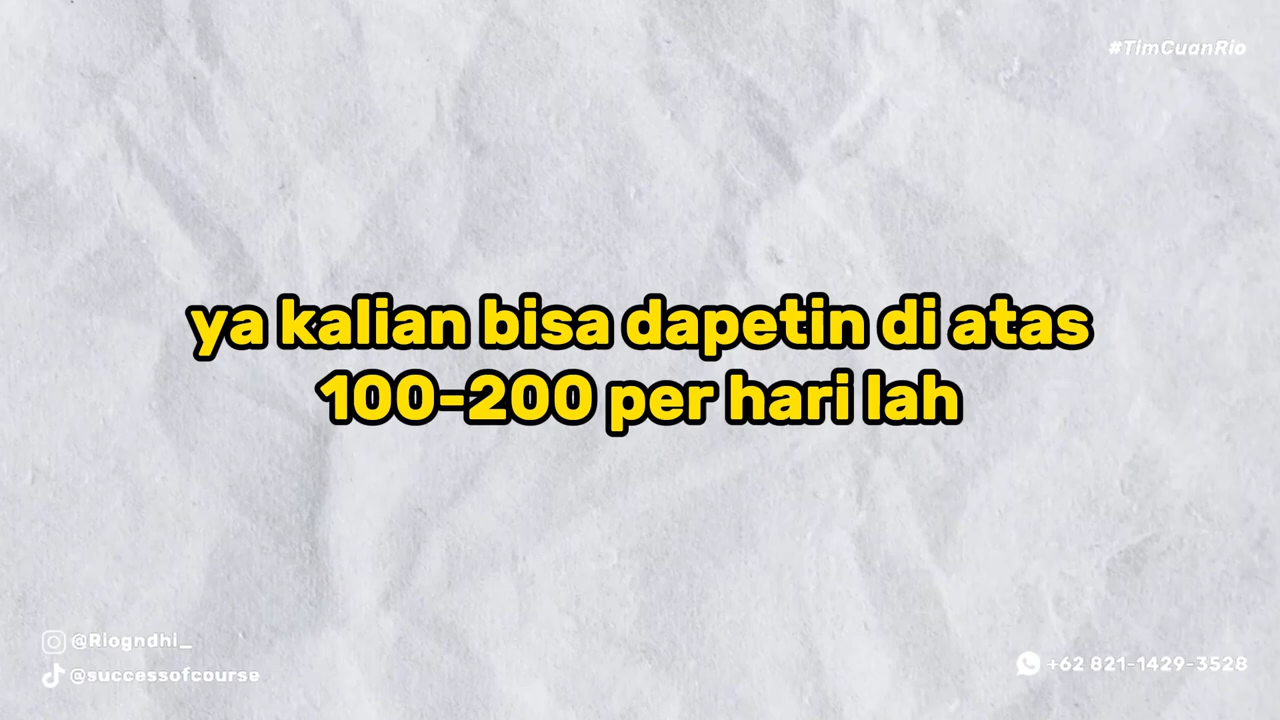 #TimCuanRio
ya kalian bisa dapetin di atas
100-200 per hari lah
@Riogndhi_
@successofcourse
+62 821-1429-3528